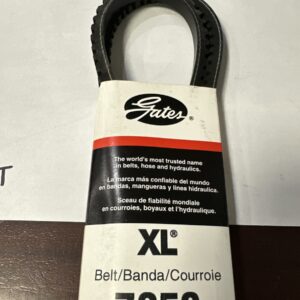 Gates®
The world's most trusted name
in belts, hose and hydraulics.
La marca más confiable del mundo
en bandas, mangueras y línea hidráulica.
Sceau de fiabilité mondiale
en courroies, boyaux et l'hydraulique.
T
XL®
Belt/Banda/Courroie